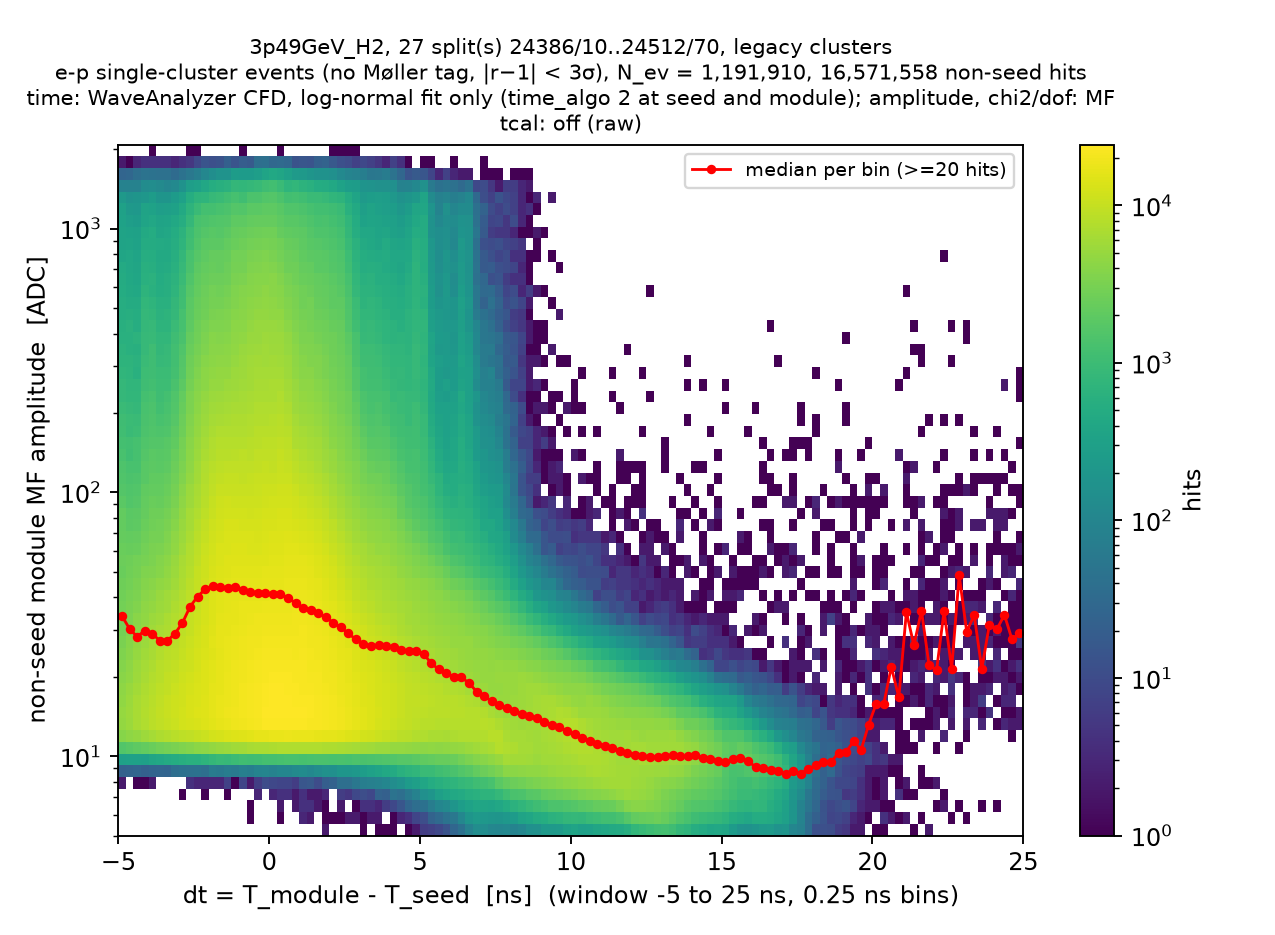 3p49GeV_H2, 27 split(s) 24386/10..24512/70, legacy clusters
e-p single-cluster events (no Møller tag, |r−1| < 3σ), N_ev = 1,191,910, 16,571,558 non-seed hits
time: WaveAnalyzer CFD, log-normal fit only (time_algo 2 at seed and module); amplitude, chi2/dof: MF
tcal: off (raw)
median per bin (>=20 hits)
non-seed module MF amplitude [ADC]
10³
10²
10¹
−5
0
5
10
15
20
25
dt = T_module - T_seed [ns] (window -5 to 25 ns, 0.25 ns bins)
10⁴
10³
10²
10¹
10⁰
hits